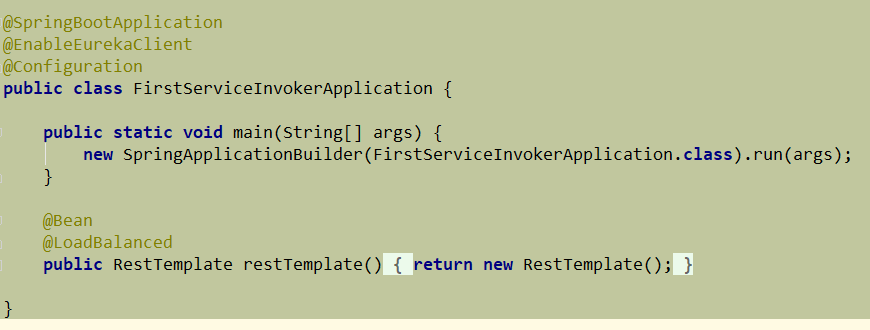 @SpringBootApplication
@EnableEurekaClient
@Configuration
public class FirstServiceInvokerApplication {
public static void main(String[] args) {
new SpringApplicationBuilder(FirstServiceInvokerApplication.class).run(args);
}
@Bean
@LoadBalanced
public RestTemplate restTemplate() { return new RestTemplate(); }
}